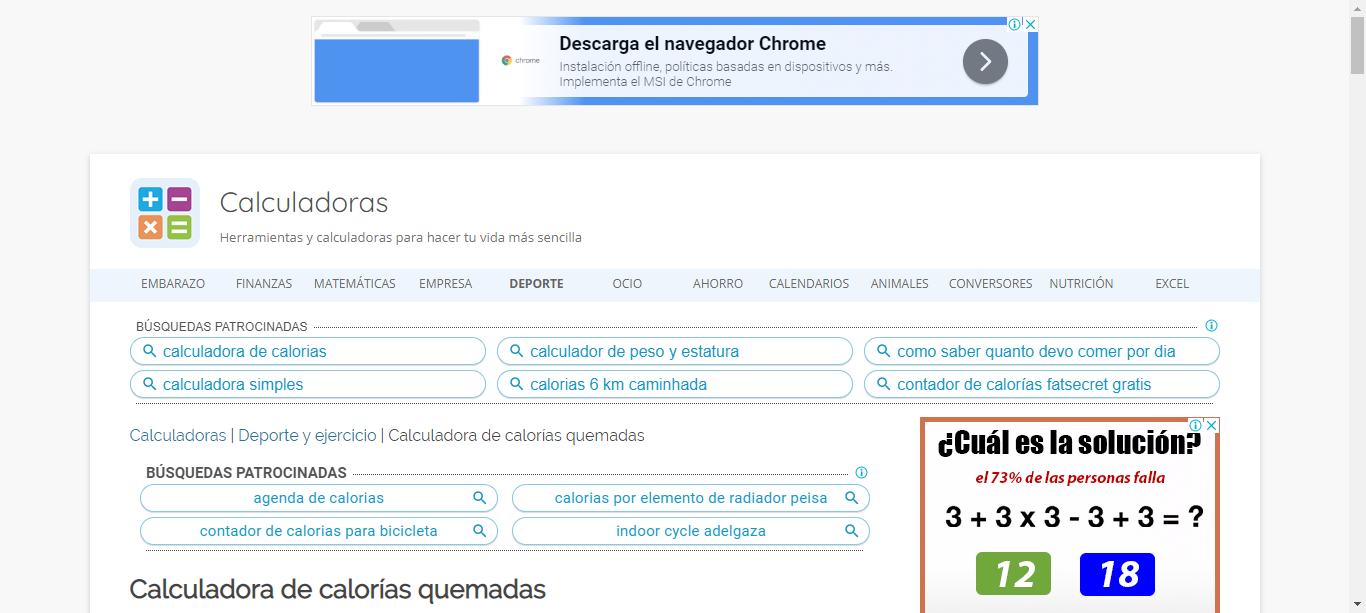 Descarga el navegador Chrome
chrome
Instalación offline, políticas basadas en dispositivos y más.
Implementa el MSI de Chrome
Calculadoras
Herramientas y calculadoras para hacer tu vida más sencilla
EMBARAZO FINANZAS MATEMÁTICAS EMPRESA DEPORTE OCIO AHORRO CALENDARIOS ANIMALES CONVERSORES NUTRICIÓN EXCEL
BÚSQUEDAS PATROCINADAS
calculadora de calorias calculador de peso y estatura como saber quanto devo comer por dia
calculadora simples calorias 6 km caminhada contador de calorías fatsecret gratis
Calculadoras | Deporte y ejercicio | Calculadora de calorías quemadas
BÚSQUEDAS PATROCINADAS
agenda de calorias calorias por elemento de radiador peisa
contador de calorias para bicicleta indoor cycle adelgaza
Calculadora de calorías quemadas
¿Cuál es la solución?
el 73% de las personas falla
3 + 3 x 3 - 3 + 3 = ?
12 18